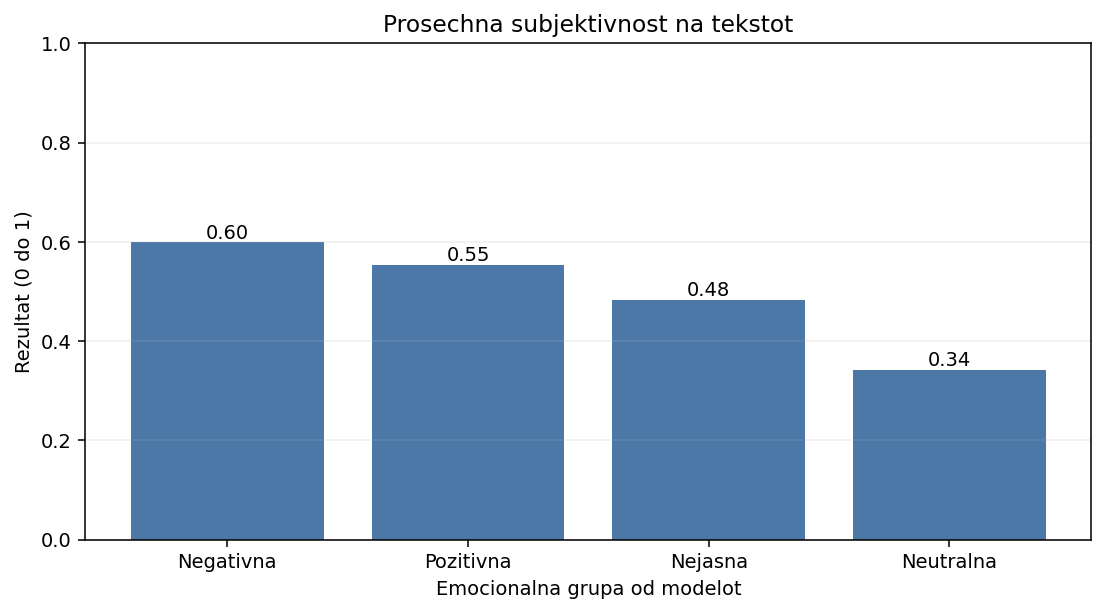 Prosechna subjektivnost na tekstot
Rezultat (0 do 1)
1.0
0.8
0.6
0.4
0.2
0.0
0.60
0.55
0.48
0.34
Negativna
Pozitivna
Nejasna
Neutralna
Emocionalna grupa od modelot